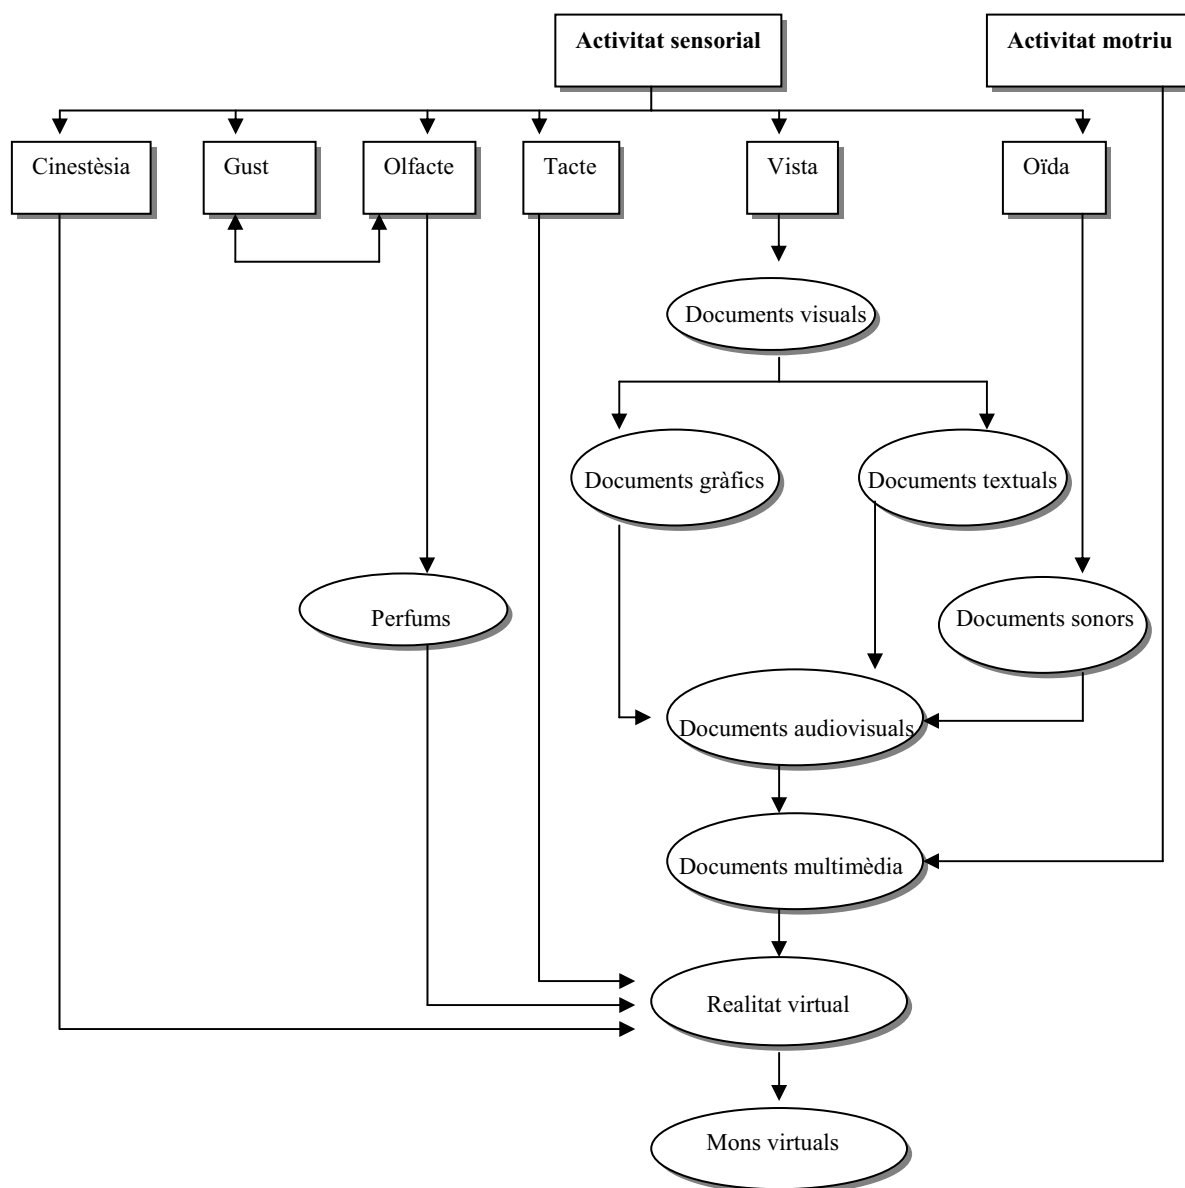 Activitat sensorial
Activitat motriu
Cinestèsia
Gust
Olfacte
Tacte
Vista
Oïda
Documents visuals
Documents gràfics
Documents textuals
Perfums
Documents sonors
Documents audiovisuals
Documents multimèdia
Realitat virtual
Mons virtuals